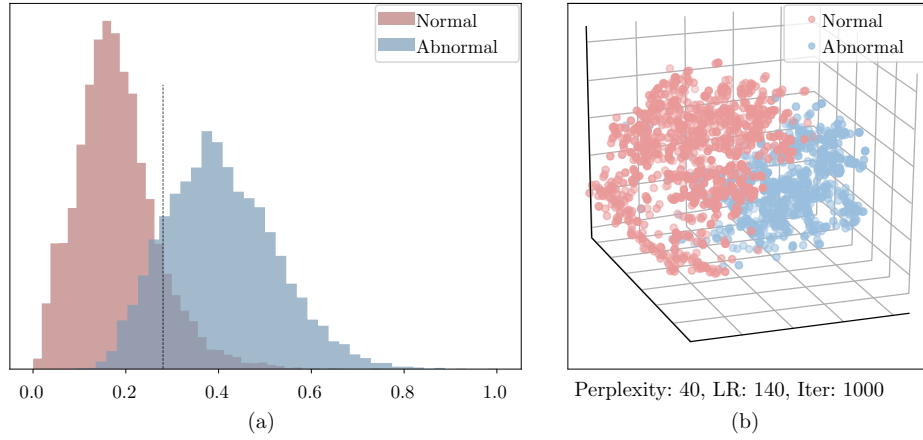 Normal
Abnormal
0.0 0.2 0.4 0.6 0.8 1.0
(a)
Normal
Abnormal
Perplexity: 40, LR: 140, Iter: 1000
(b)